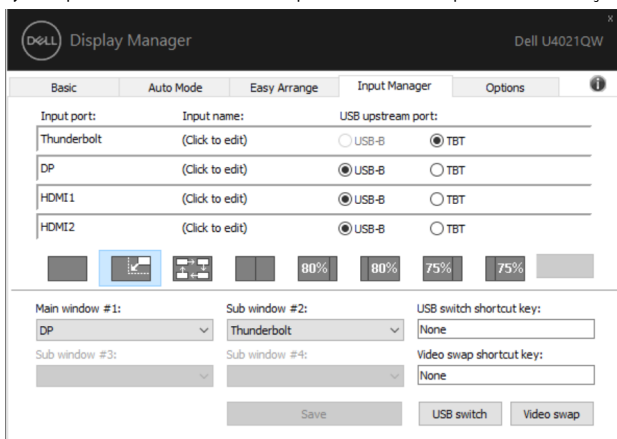 x
DELL Display Manager Dell U4021QW
Basic Auto Mode Easy Arrange Input Manager Options i
Input port: Input name: USB upstream port:
Thunderbolt (Click to edit) USB-B TBT
DP (Click to edit) USB-B TBT
HDMI1 (Click to edit) USB-B TBT
HDMI2 (Click to edit) USB-B TBT
80% 80% 75% 75%
Main window #1: Sub window #2: USB switch shortcut key:
DP Thunderbolt None
Sub window #3: Sub window #4: Video swap shortcut key:
None
Save USB switch Video swap